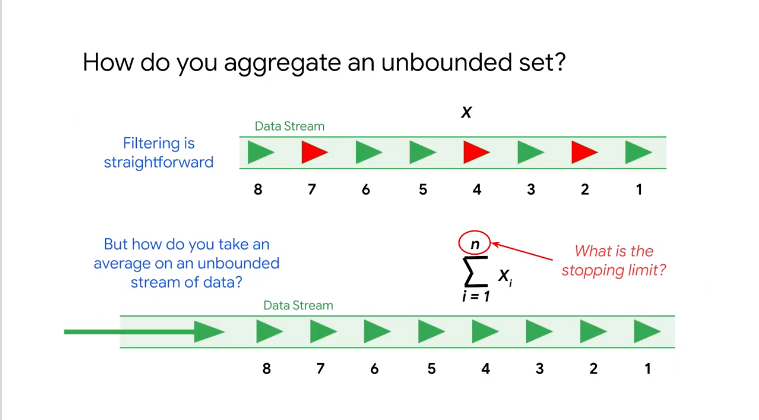 How do you aggregate an unbounded set?
X
Data Stream
Filtering is
straightforward
8 7 6 5 4 3 2 1
But how do you take an
average on an unbounded
stream of data?
n
∑ Xi
i = 1
What is the
stopping limit?
Data Stream
8 7 6 5 4 3 2 1